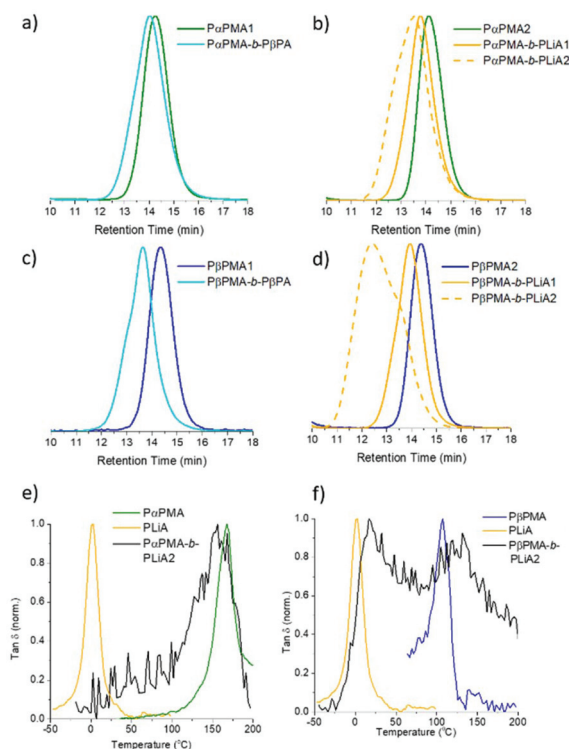 a)
PαPMA1
PαPMA-b-PβPA
10 11 12 13 14 15 16 17 18
Retention Time (min)
b)
PαPMA2
PαPMA-b-PLiA1
PαPMA-b-PLiA2
10 11 12 13 14 15 16 17 18
Retention Time (min)
c)
PβPMA1
PβPMA-b-PβPA
10 11 12 13 14 15 16 17 18
Retention Time (min)
d)
PβPMA2
PβPMA-b-PLiA1
PβPMA-b-PLiA2
10 11 12 13 14 15 16 17 18
Retention Time (min)
e)
PαPMA
PLiA
PαPMA-b-
PLiA2
Tan δ (norm.)
1.0
0.8
0.6
0.4
0.2
0.0
-50 0 50 100 150 200
Temperature (°C)
f)
PβPMA
PLiA
PβPMA-b-
PLiA2
Tan δ (norm.)
1.0
0.8
0.6
0.4
0.2
0.0
-50 0 50 100 150 200
Temperature (°C)